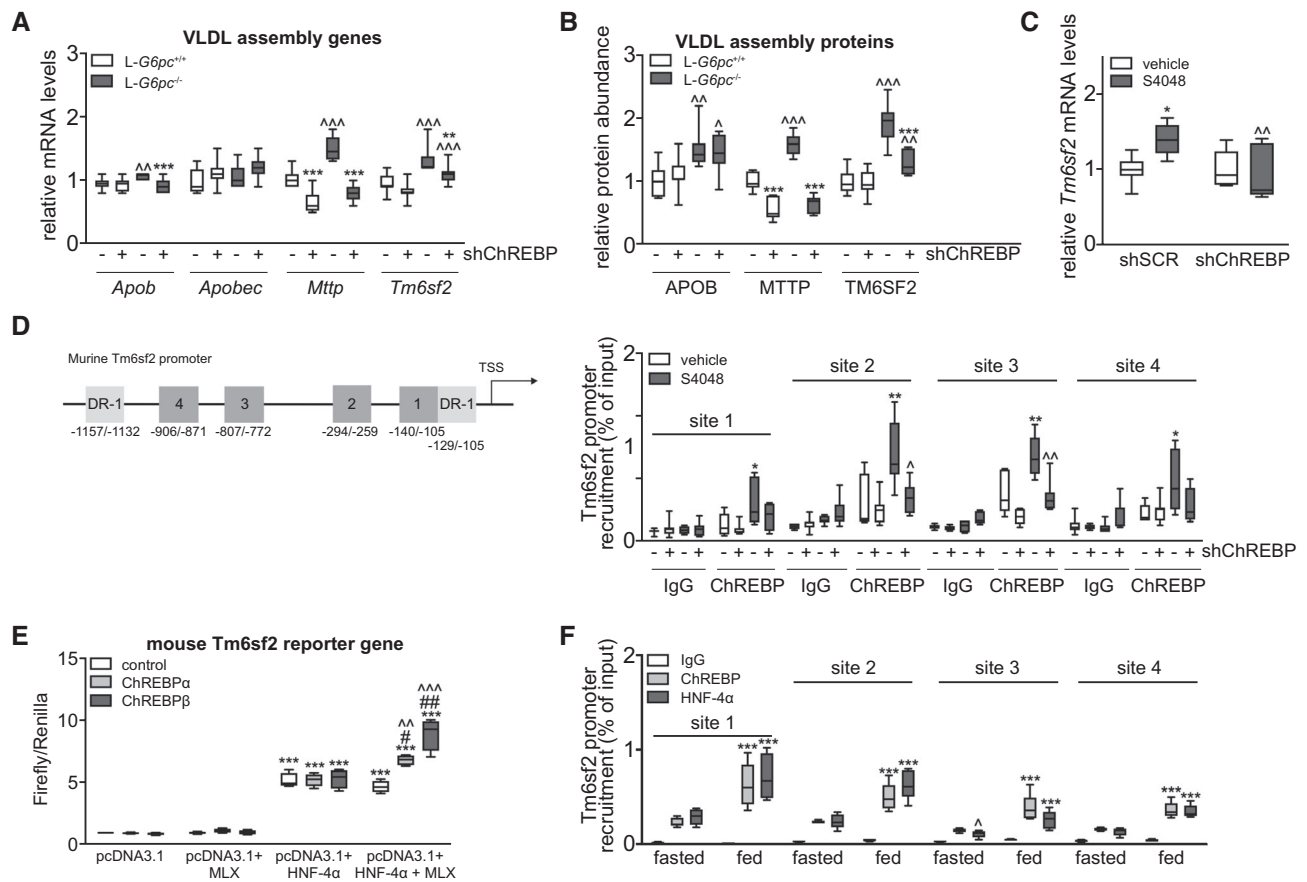 A
VLDL assembly genes
relative mRNA levels
L-G6pc+/+
L-G6pc-/-
3
2
1
0
^^ *** *** ^^^ *** ^^^ ** ^^^
- + - + - + - + - + - + - + - + shChREBP
Apob Apobec Mttp Tm6sf2
B
VLDL assembly proteins
relative protein abundance
L-G6pc+/+
L-G6pc-/-
3
2
1
0
^^ ^ *** ^^^ *** ^^^ *** ^^
- + - + - + - + - + - + shChREBP
APOB MTTP TM6SF2
C
relative Tm6sf2 mRNA levels
vehicle
S4048
2
1
0
* ^^
shSCR shChREBP
D
Murine Tm6sf2 promoter
TSS
DR-1 4 3 2 1 DR-1
-1157/-1132 -906/-871 -807/-772 -294/-259 -140/-105
-129/-105
Tm6sf2 promoter
recruitment (% of input)
vehicle
S4048
2
1
0
site 1 site 2 site 3 site 4
* ** ^ ** ^^ *
- + - + - + - + - + - + - + - + - + - + - + - + - + - + - + - + shChREBP
IgG ChREBP IgG ChREBP IgG ChREBP IgG ChREBP
E
mouse Tm6sf2 reporter gene
Firefly/Renilla
control
ChREBPα
ChREBPβ
15
10
5
0
*** *** *** *** ^^ # *** ^^^ ## ***
pcDNA3.1 pcDNA3.1+ MLX pcDNA3.1+ HNF-4α pcDNA3.1+ HNF-4α + MLX
F
Tm6sf2 promoter
recruitment (% of input)
IgG
ChREBP
HNF-4α
2
1
0
site 1 site 2 site 3 site 4
*** *** *** *** ^ *** *** *** ***
fasted fed fasted fed fasted fed fasted fed